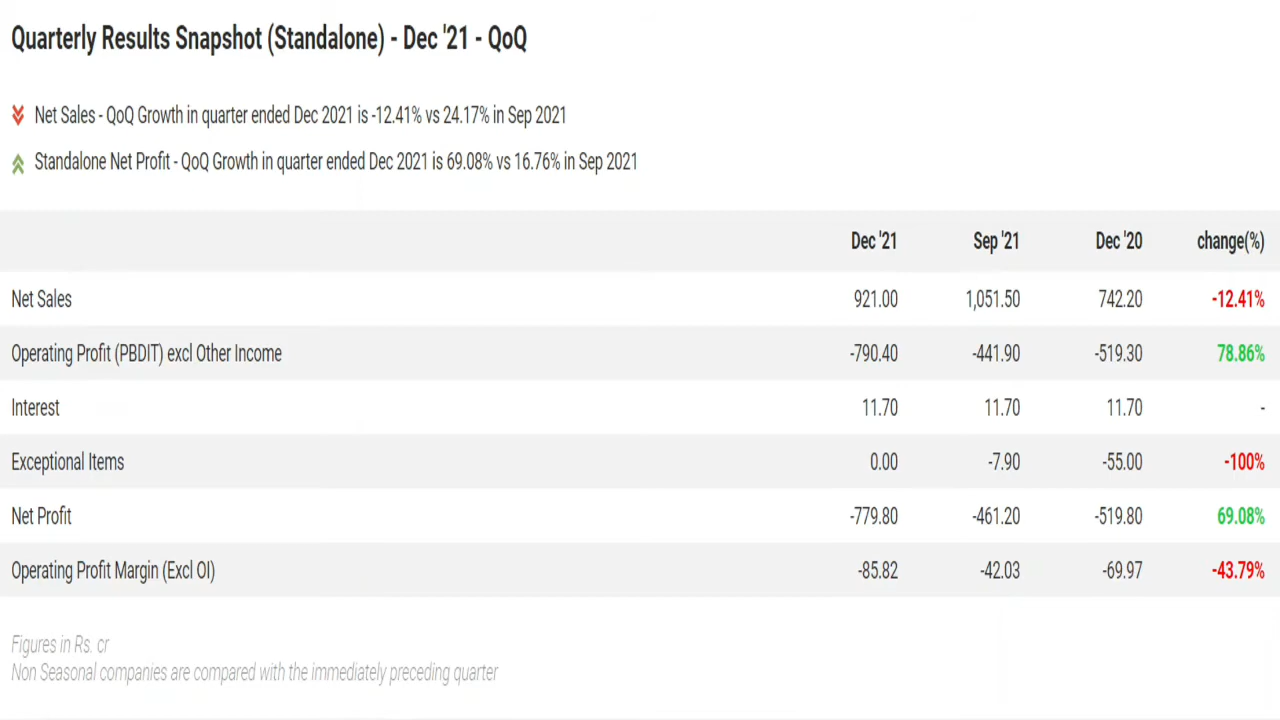 Quarterly Results Snapshot (Standalone) - Dec '21 - QoQ
Net Sales - QoQ Growth in quarter ended Dec 2021 is -12.41% vs 24.17% in Sep 2021
Standalone Net Profit - QoQ Growth in quarter ended Dec 2021 is 69.08% vs 16.76% in Sep 2021
Dec '21 Sep '21 Dec '20 change(%)
Net Sales 921.00 1,051.50 742.20 -12.41%
Operating Profit (PBDIT) excl Other Income -790.40 -441.90 -519.30 78.86%
Interest 11.70 11.70 11.70 -
Exceptional Items 0.00 -7.90 -55.00 -100%
Net Profit -779.80 -461.20 -519.80 69.08%
Operating Profit Margin (Excl OI) -85.82 -42.03 -69.97 -43.79%
Figures in Rs. cr
Non Seasonal companies are compared with the immediately preceding quarter